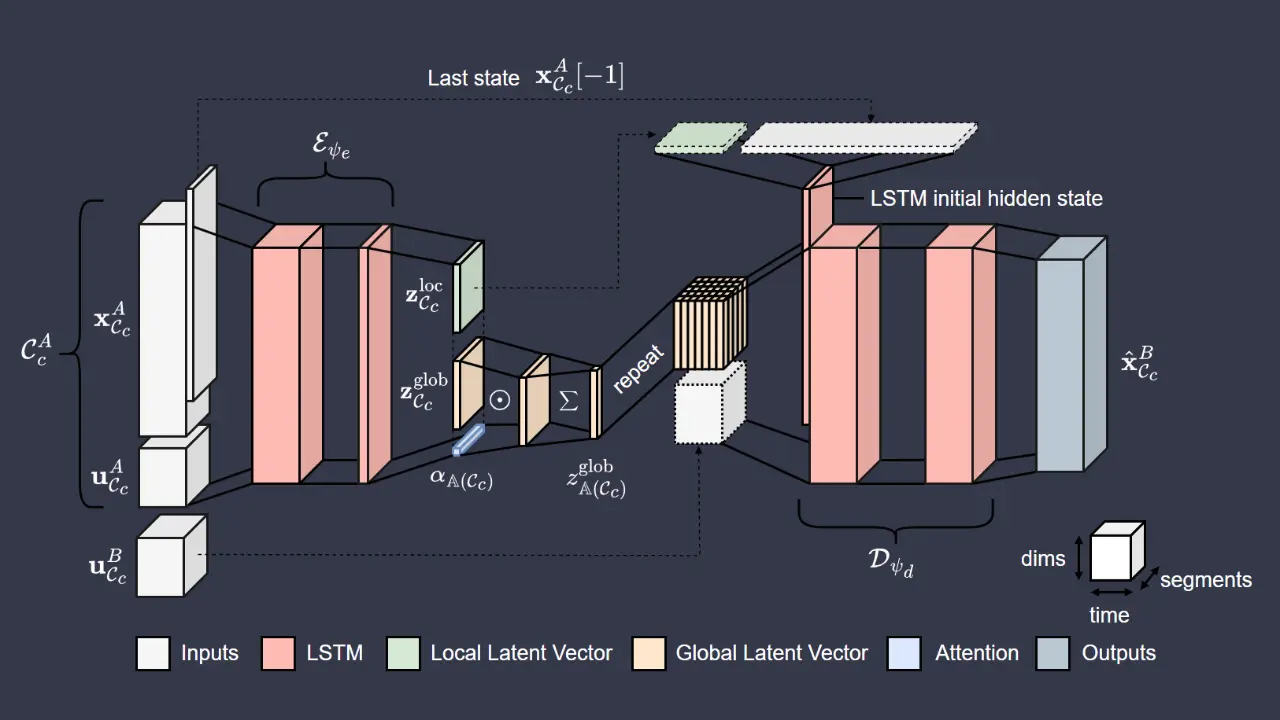 Last state $\mathbf{x}^{A}_{\mathcal{C}_c}[-1]$
$\mathcal{E}_{\psi_e}$
LSTM initial hidden state
$\mathcal{C}^{A}_{c}$
$\mathbf{x}^{A}_{\mathcal{C}_c}$
$\mathbf{z}^{\text{loc}}_{\mathcal{C}_c}$
$\mathbf{z}^{\text{glob}}_{\mathcal{C}_c}$
⊙
Σ
repeat
$\hat{\mathbf{x}}^{B}_{\mathcal{C}_c}$
$\mathbf{u}^{A}_{\mathcal{C}_c}$
$\alpha_{\mathbb{A}(\mathcal{C}_c)}$
$z^{\text{glob}}_{\mathbb{A}(\mathcal{C}_c)}$
$\mathbf{u}^{B}_{\mathcal{C}_c}$
$\mathcal{D}_{\psi_d}$
dims
segments
time
Inputs
LSTM
Local Latent Vector
Global Latent Vector
Attention
Outputs